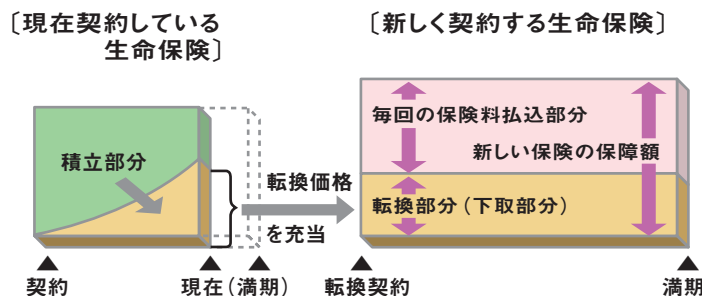 〔現在契約している
生命保険〕
〔新しく契約する生命保険〕
積立部分
転換価格
を充当
毎回の保険料払込部分
新しい保険の保障額
転換部分（下取部分）
契約
現在（満期）
転換契約
満期